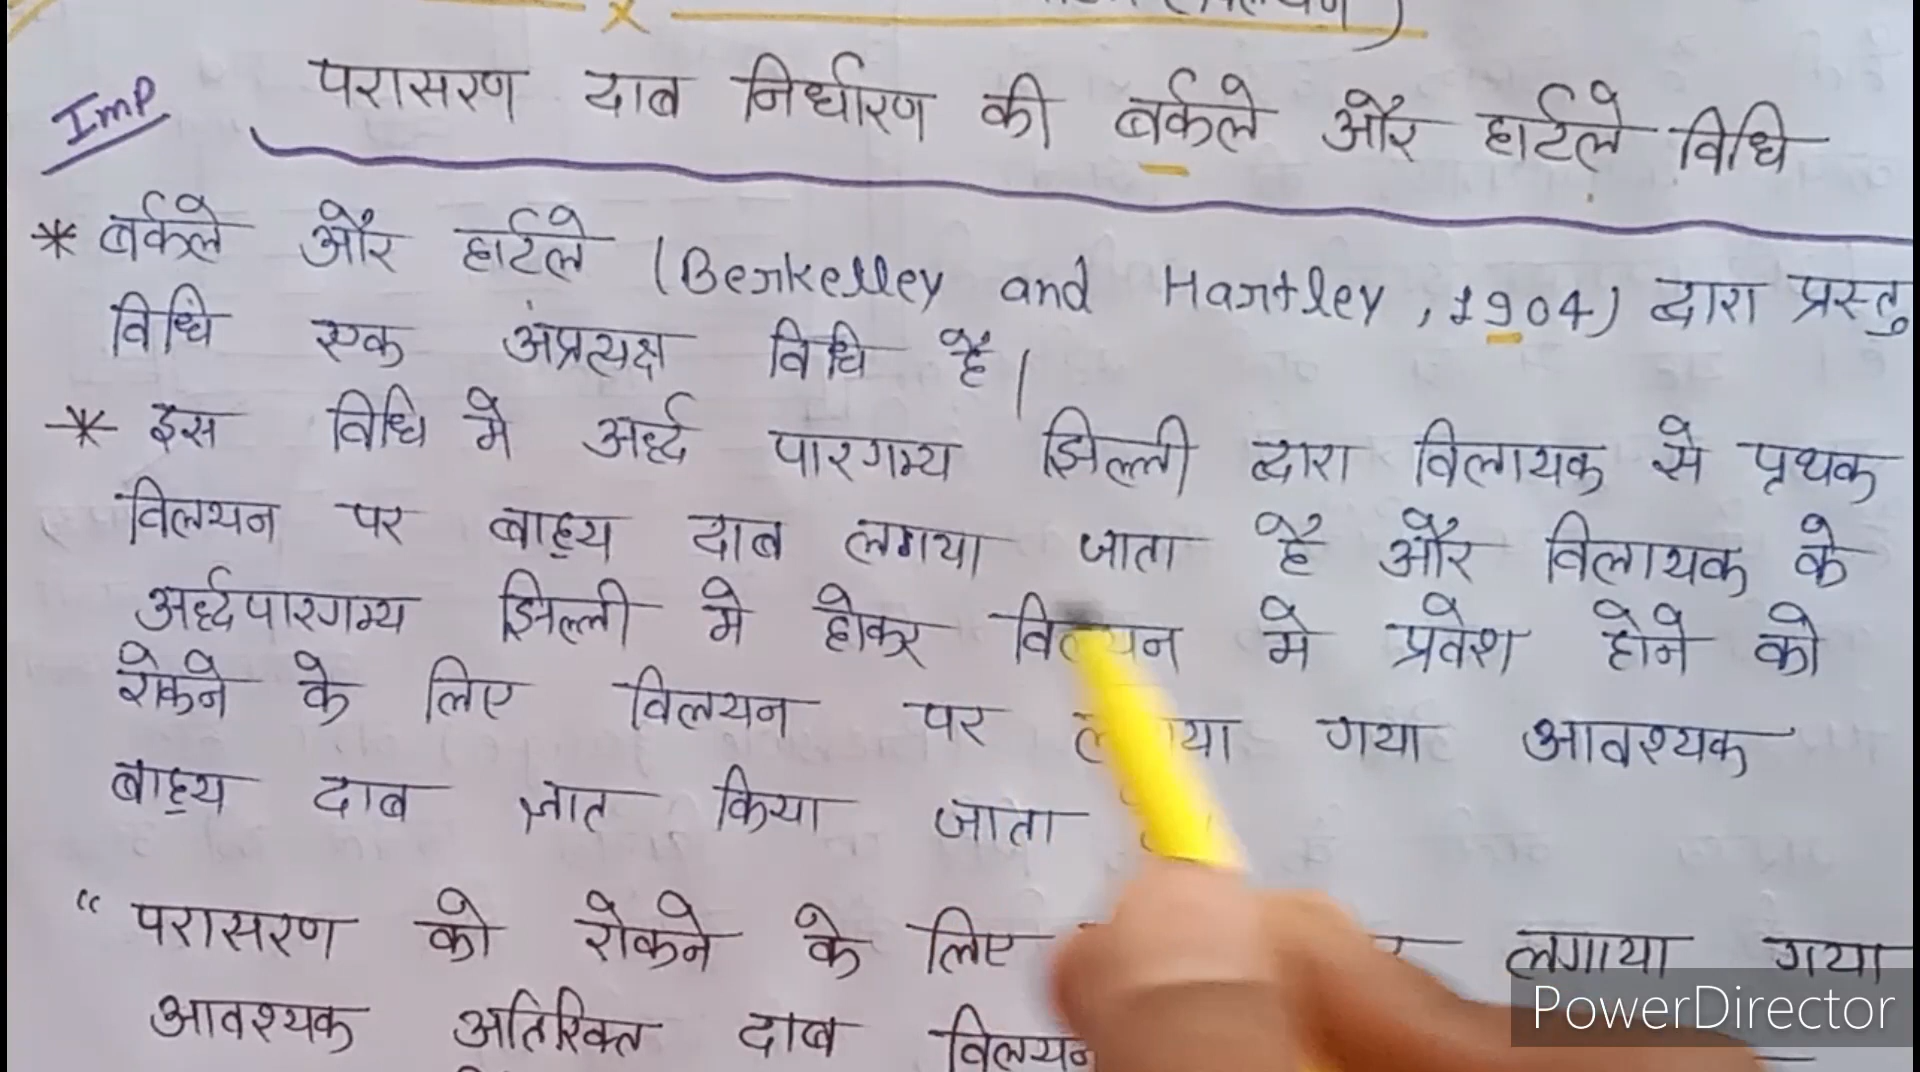 Imp परासरण दाब निर्धारण की बर्कले और हार्टले विधि
* बर्कले और हार्टले (Berkelley and Hartley, 1904) द्वारा प्रस्तु
विधि एक अप्रत्यक्ष विधि है|
* इस विधि मे अर्द्ध पारगम्य झिल्ली द्वारा विलायक से पृथक
विलयन पर बाह्य दाब लगया जाता है और विलायक के
अर्द्धपारगम्य झिल्ली मे होकर विलयन मे प्रवेश होने को
रोकने के लिए विलयन पर गया आवश्यक
बाह्य दाब ज्ञात किया जाता
“ परासरण को रोकने के लिए लगाया गया
आवश्यक अतिरिक्त दाब विलयन
PowerDirector